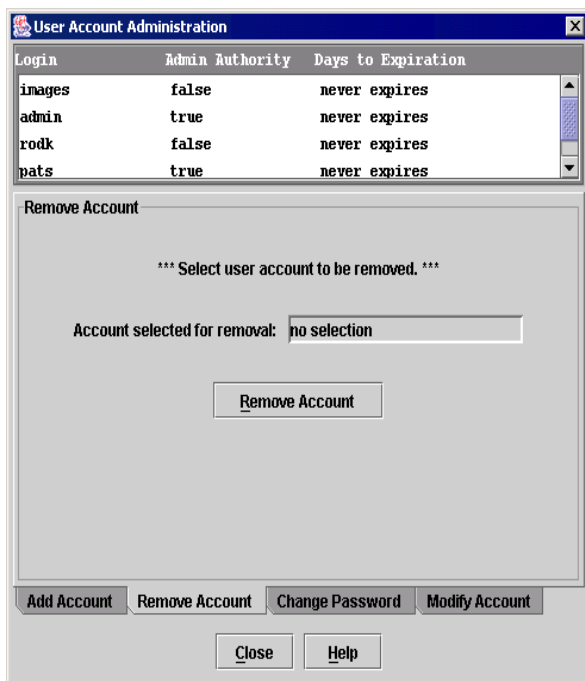 User Account Administration
Login Admin Authority Days to Expiration
images false never expires
admin true never expires
rodk false never expires
pats true never expires
Remove Account
*** Select user account to be removed. ***
Account selected for removal: no selection
Remove Account
Add Account Remove Account Change Password Modify Account
Close Help